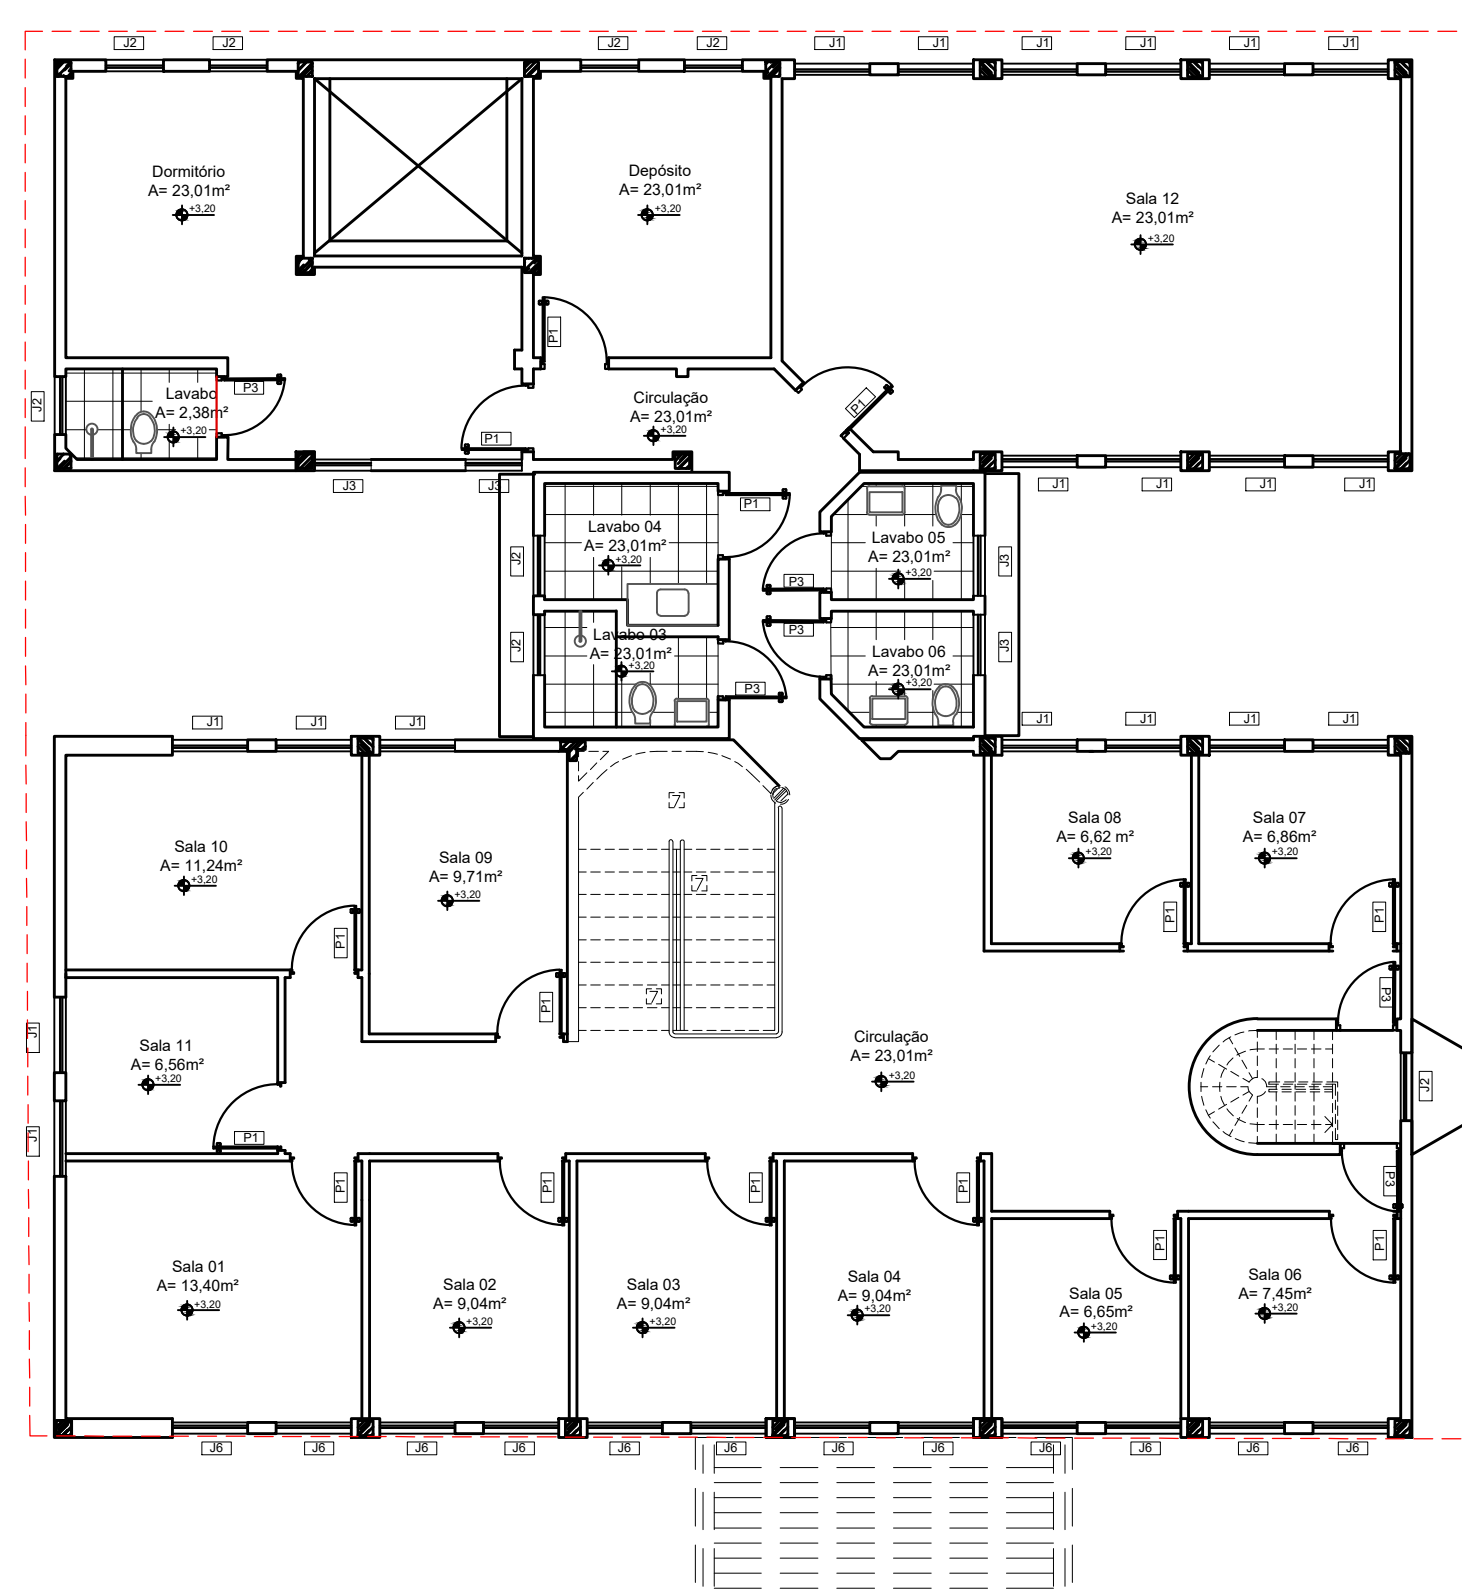 J2
J2
J2
J2
J1
J1
J1
J1
J1
J1
Dormitório
A= 23,01m²
+3,20
Depósito
A= 23,01m²
+3,20
Sala 12
A= 23,01m²
+3,20
P1
J2
Lavabo
A= 2,38m²
+3,20
P3
P1
Circulação
A= 23,01m²
+3,20
P1
J3
J3
J1
J1
J1
J1
P1
Lavabo 04
A= 23,01m²
+3,20
J2
Lavabo 05
A= 23,01m²
+3,20
J3
P3
P3
Lavabo 03
A= 23,01m²
+3,20
J2
P3
Lavabo 06
A= 23,01m²
+3,20
J3
J1
J1
J1
J1
J1
J1
J1
Sala 10
A= 11,24m²
+3,20
P1
Sala 09
A= 9,71m²
+3,20
P1
7
7
7
Sala 08
A= 6,62 m²
+3,20
P1
Sala 07
A= 6,86m²
+3,20
P1
J1
Sala 11
A= 6,56m²
+3,20
P1
J1
Circulação
A= 23,01m²
+3,20
P3
J2
P3
Sala 01
A= 13,40m²
+3,20
P1
Sala 02
A= 9,04m²
+3,20
P1
Sala 03
A= 9,04m²
+3,20
P1
Sala 04
A= 9,04m²
+3,20
P1
Sala 05
A= 6,65m²
+3,20
P1
Sala 06
A= 7,45m²
+3,20
P1
J6
J6
J6
J6
J6
J6
J6
J6
J6
J6
J6
J6